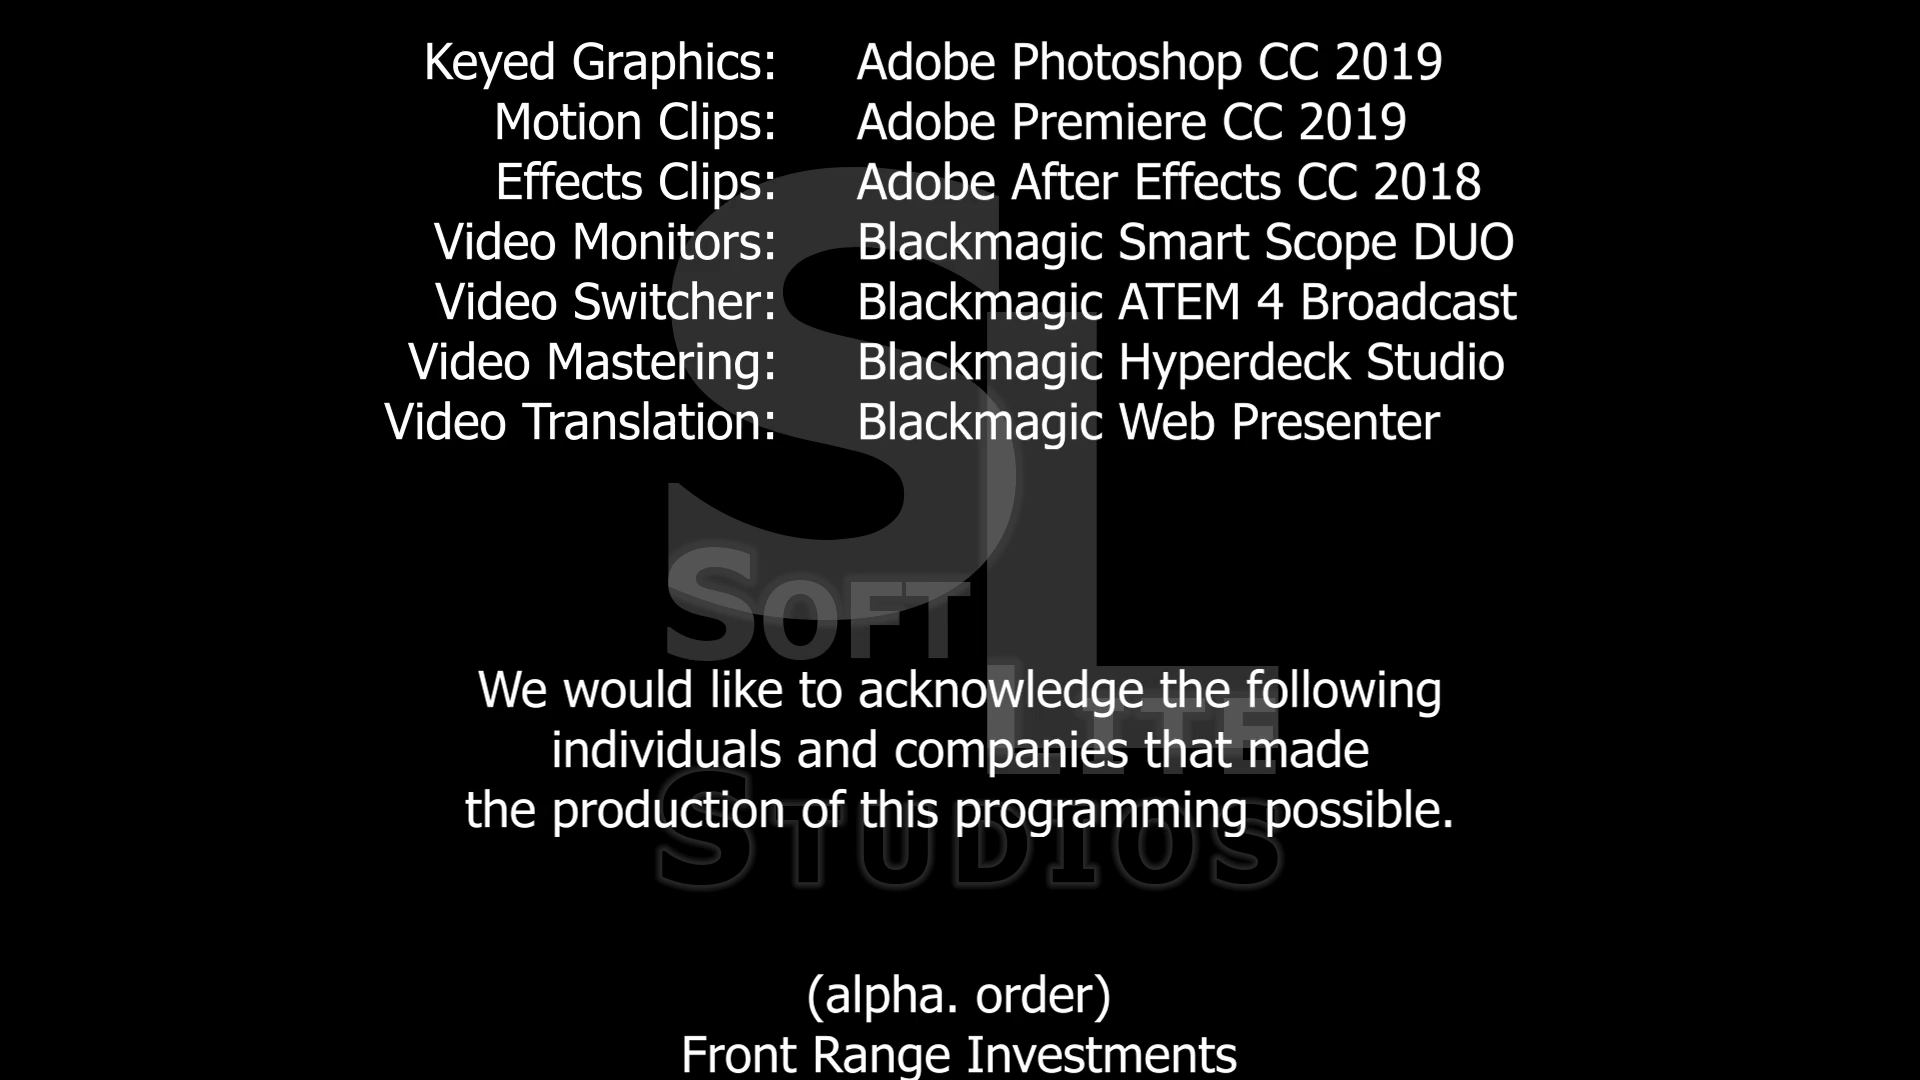 Keyed Graphics: Adobe Photoshop CC 2019
Motion Clips: Adobe Premiere CC 2019
Effects Clips: Adobe After Effects CC 2018
Video Monitors: Blackmagic Smart Scope DUO
Video Switcher: Blackmagic ATEM 4 Broadcast
Video Mastering: Blackmagic Hyperdeck Studio
Video Translation: Blackmagic Web Presenter
SL
SOFT
LITE
STUDIOS
We would like to acknowledge the following
individuals and companies that made
the production of this programming possible.
(alpha. order)
Front Range Investments